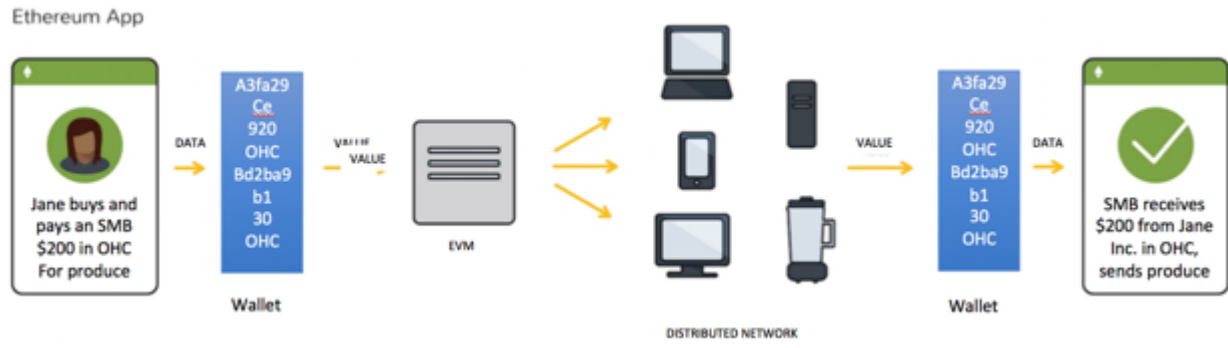 Ethereum App
Jane buys and
pays an SMB
$200 in OHC
For produce
DATA
A3fa29
Ce
920
OHC
Bd2ba9
b1
30
OHC
Wallet
VALUE
VALUE
EVM
DISTRIBUTED NETWORK
VALUE
A3fa29
Ce
920
OHC
Bd2ba9
b1
30
OHC
Wallet
DATA
SMB receives
$200 from Jane
Inc. in OHC,
sends produce